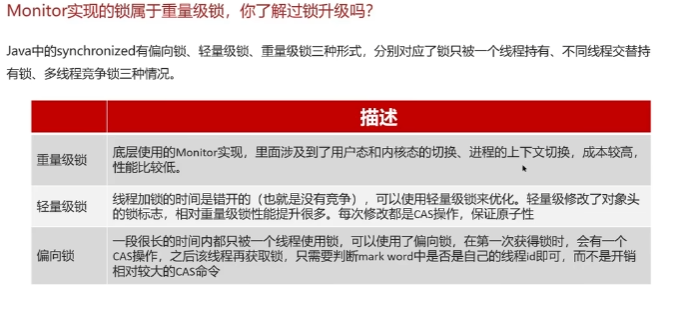 Monitor实现的锁属于重量级锁，你了解过锁升级吗？
Java中的synchronized有偏向锁、轻量级锁、重量级锁三种形式，分别对应了锁只被一个线程持有、不同线程交替持
有锁、多线程竞争锁三种情况。
描述
重量级锁
底层使用的Monitor实现，里面涉及到了用户态和内核态的切换、进程的上下文切换，成本较高，
性能比较低。
轻量级锁
线程加锁的时间是错开的（也就是没有竞争），可以使用轻量级锁来优化。轻量级修改了对象头
的锁标志，相对重量级锁性能提升很多。每次修改都是CAS操作，保证原子性
偏向锁
一段很长的时间内都只被一个线程使用锁，可以使用了偏向锁，在第一次获得锁时，会有一个
CAS操作，之后该线程再获取锁，只需要判断mark word中是否是自己的线程id即可，而不是开销
相对较大的CAS命令